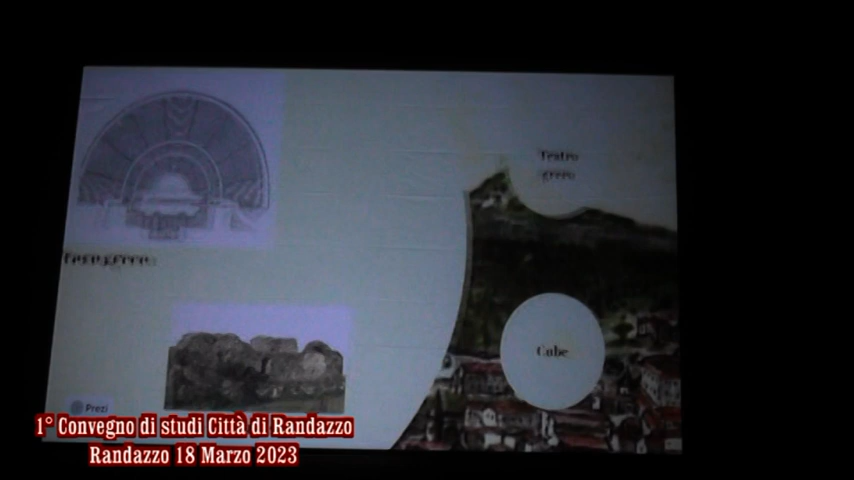 Teatro
greco
Cube
Prezi
1° Convegno di studi Città di Randazzo
Randazzo 18 Marzo 2023